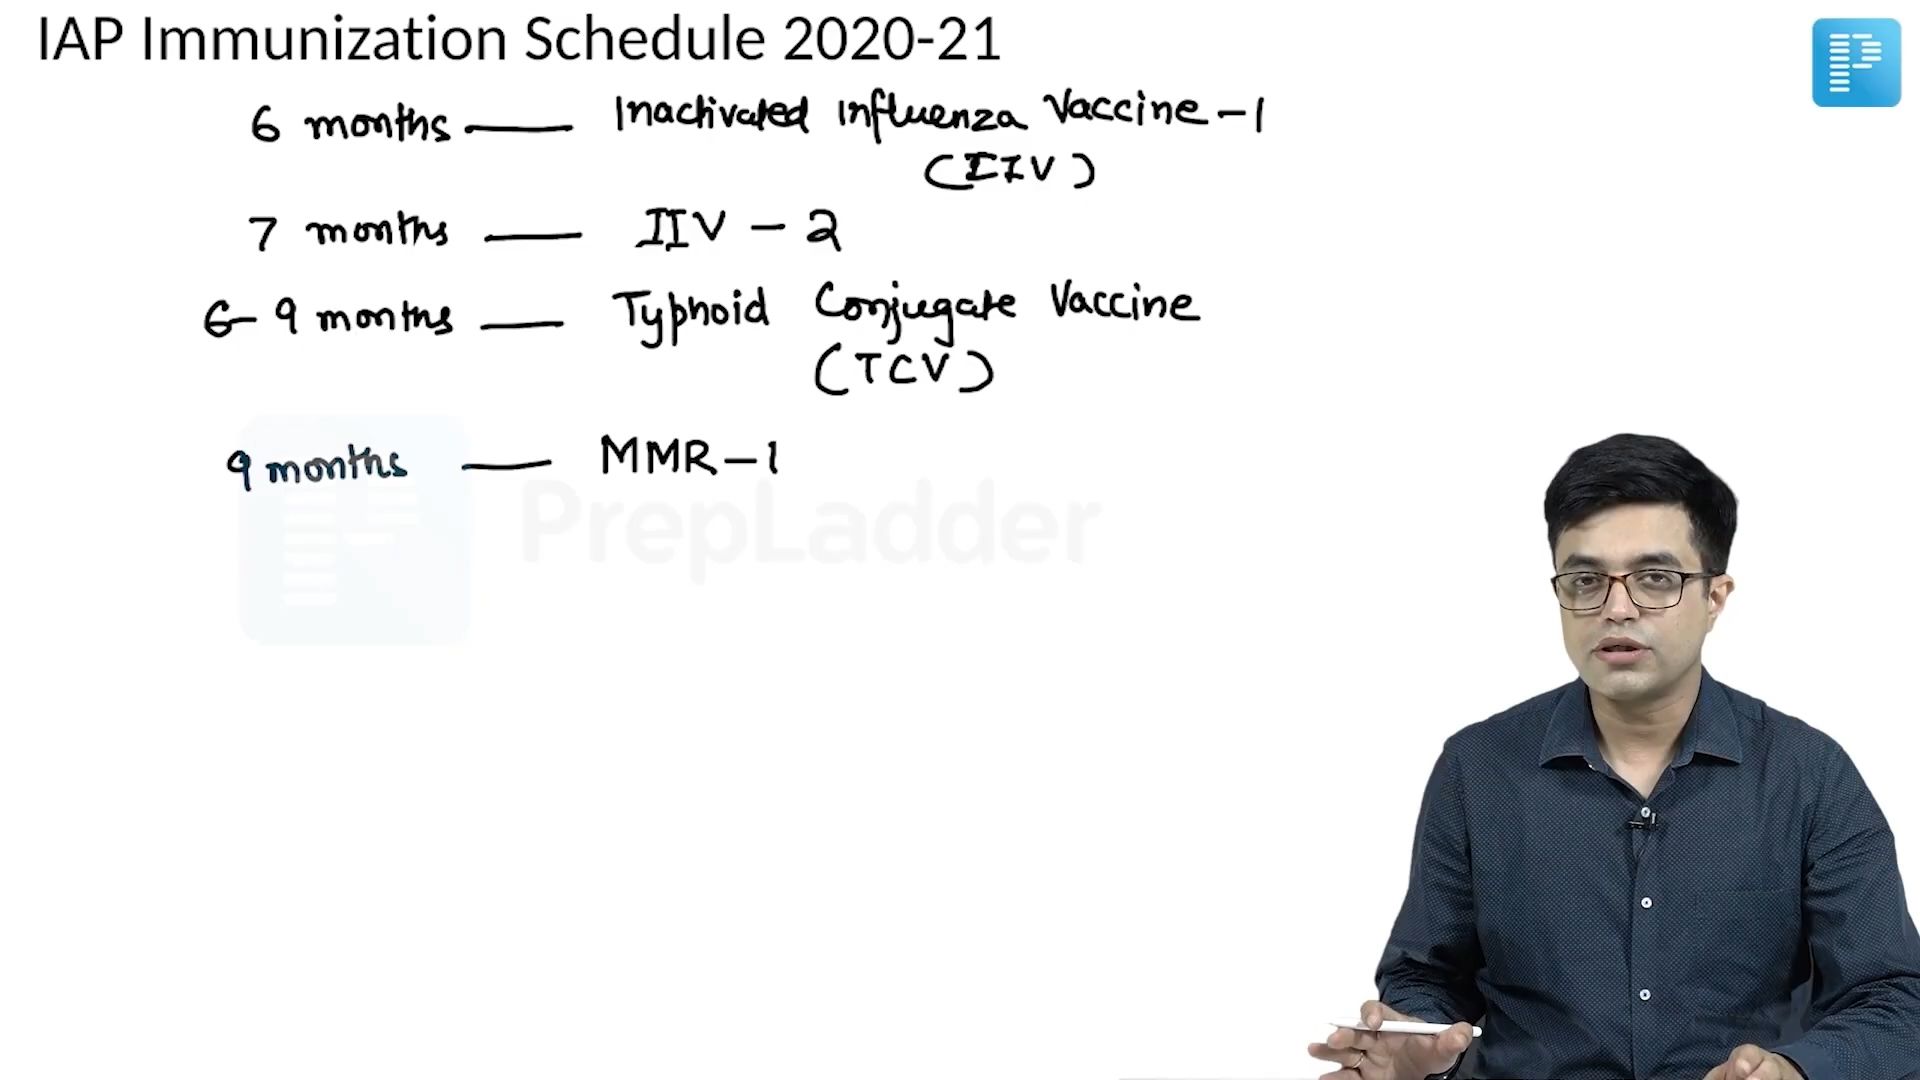 IAP Immunization Schedule 2020-21
6 months — Inactivated Influenza Vaccine - 1
(IIV)
7 months — IIV - 2
6-9 months — Typhoid Conjugate Vaccine
(TCV)
9 months — MMR - 1
PrepLadder